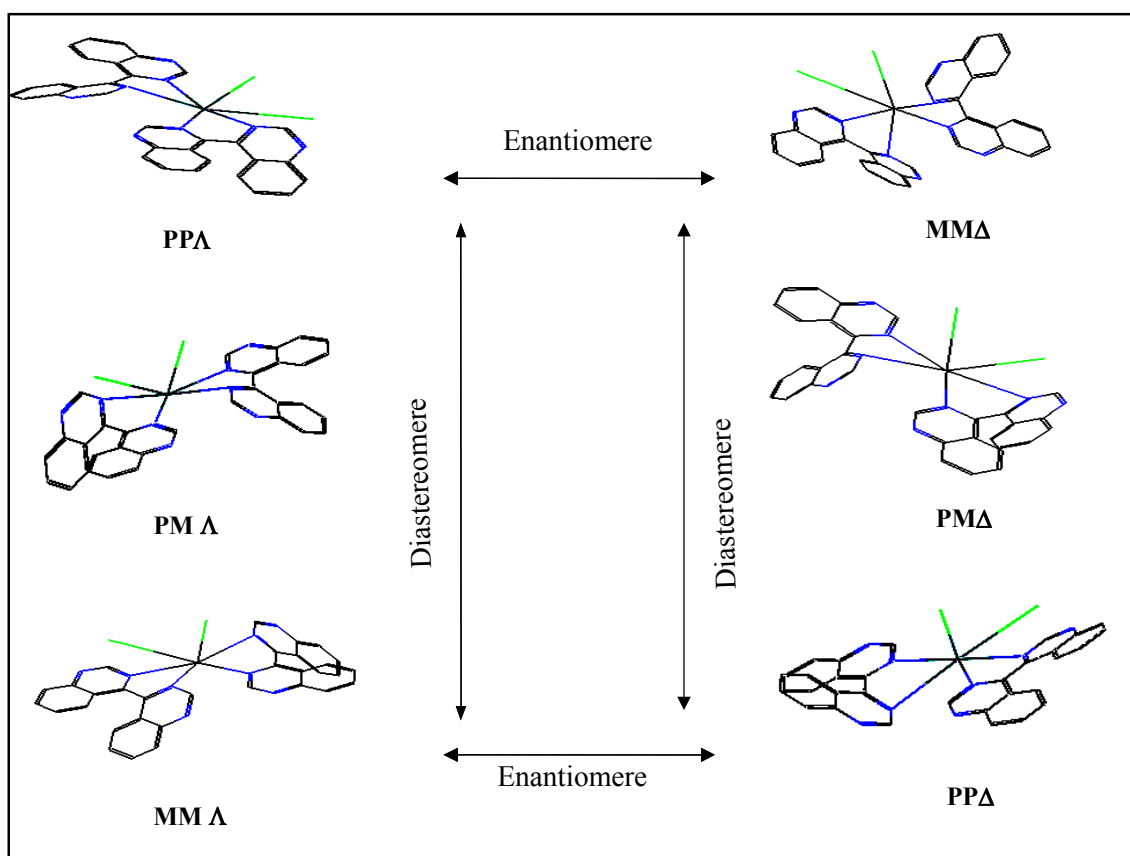 Enantiomere
PPΛ
MMΔ
Diastereomere
Diastereomere
PM Λ
PMΔ
Enantiomere
MM Λ
PPΔ